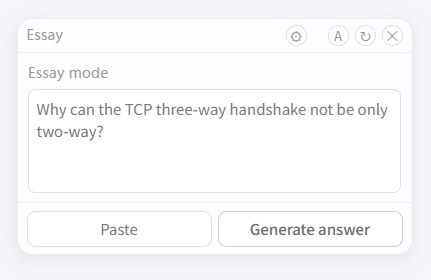 Essay
A
Essay mode
Why can the TCP three-way handshake not be only
two-way?
Paste
Generate answer